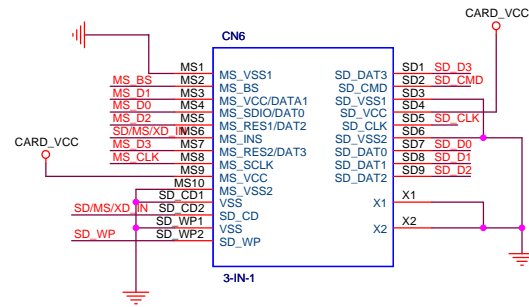 CARD_VCC
CN6
MS1 MS_VSS1 SD_DAT3 SD1 SD_D3
MS_BS MS2 MS_BS SD_CMD SD2 SD_CMD
MS_D1 MS3 MS_VCC/DATA1 SD_VSS1 SD3
MS_D0 MS4 MS_SDIO/DAT0 SD_VCC SD4
MS_D2 MS5 MS_RES1/DAT2 SD_CLK SD5 SD_CLK
SD/MS/XD_IN MS6 MS_INS SD_VSS2 SD6
MS_D3 MS7 MS_RES2/DAT3 SD_DAT0 SD7 SD_D0
MS_CLK MS8 MS_SCLK SD_DAT1 SD8 SD_D1
CARD_VCC MS9 MS_VCC SD_DAT2 SD9 SD_D2
MS10 MS_VSS2
SD_CD1 VSS X1 X1
SD/MS/XD_IN SD_CD2 SD_CD
SD_WP1 VSS X2 X2
SD_WP SD_WP2 SD_WP
3-IN-1